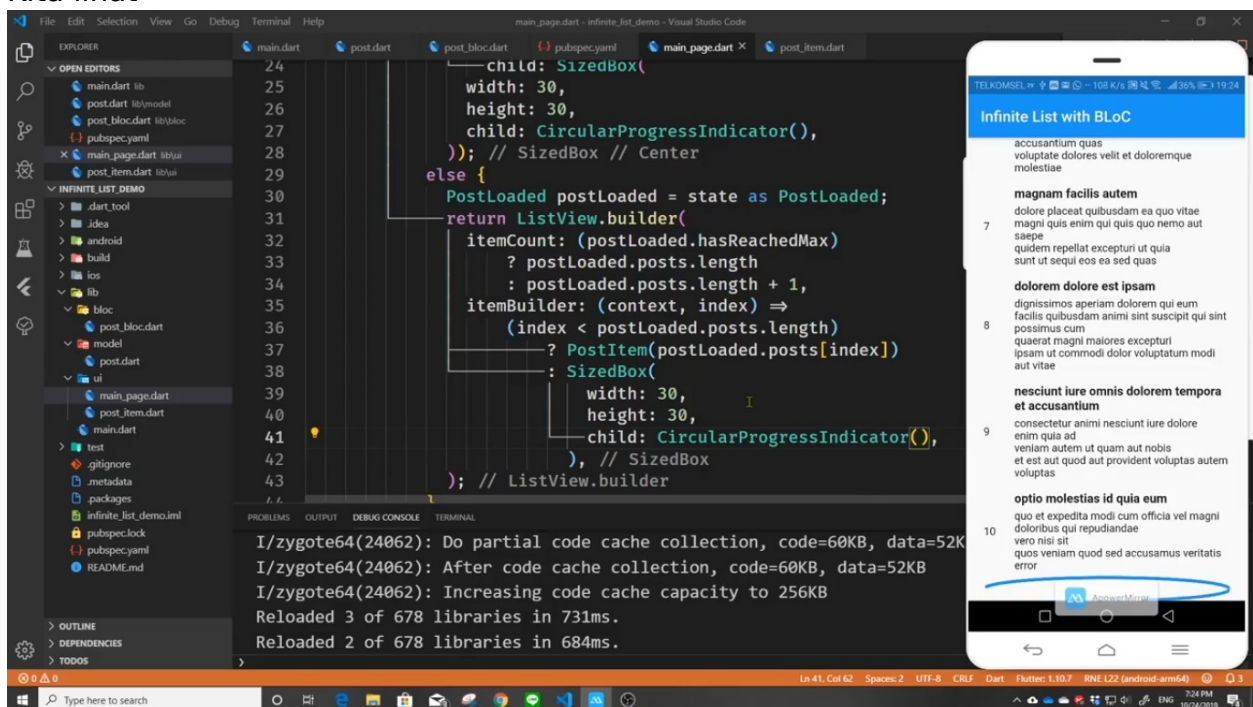 File Edit Selection View Go Debug Terminal Help
main_page.dart - infinite_list_demo - Visual Studio Code
EXPLORER
OPEN EDITORS
main.dart lib
post.dart lib\model
post_bloc.dart lib\bloc
pubspec.yaml
main_page.dart lib\ui
post_item.dart lib\ui
INFINITE_LIST_DEMO
.dart_tool
.idea
android
build
ios
lib
bloc
post_bloc.dart
model
post.dart
ui
main_page.dart
post_item.dart
main.dart
test
.gitignore
.metadata
.packages
infinite_list_demo.iml
pubspec.lock
pubspec.yaml
README.md
OUTLINE
DEPENDENCIES
TODOS
main.dart post.dart post_bloc.dart pubspec.yaml main_page.dart post_item.dart
24 child: SizedBox(
25 width: 30,
26 height: 30,
27 child: CircularProgressIndicator(),
28 )); // SizedBox // Center
29 else {
30 PostLoaded postLoaded = state as PostLoaded;
31 return ListView.builder(
32 itemCount: (postLoaded.hasReachedMax)
33 ? postLoaded.posts.length
34 : postLoaded.posts.length + 1,
35 itemBuilder: (context, index) ⇒
36 (index < postLoaded.posts.length)
37 ? PostItem(postLoaded.posts[index])
38 : SizedBox(
39 width: 30,
40 height: 30,
41 child: CircularProgressIndicator(),
42 ), // SizedBox
43 ); // ListView.builder
PROBLEMS OUTPUT DEBUG CONSOLE TERMINAL
I/zygote64(24062): Do partial code cache collection, code=60KB, data=52K
I/zygote64(24062): After code cache collection, code=60KB, data=52KB
I/zygote64(24062): Increasing code cache capacity to 256KB
Reloaded 3 of 678 libraries in 731ms.
Reloaded 2 of 678 libraries in 684ms.
TELKOMSEL 108 K/s 36% 19:24
Infinite List with BLoC
accusantium quas
voluptate dolores velit et doloremque
molestiae
magnam facilis autem
dolore placeat quibusdam ea quo vitae
7 magni quis enim qui quis quo nemo aut
saepe
quidem repellat excepturi ut quia
sunt ut sequi eos ea sed quas
dolorem dolore est ipsam
dignissimos aperiam dolorem qui eum
facilis quibusdam animi sint suscipit qui sint
8 possimus cum
quaerat magni maiores excepturi
ipsam ut commodi dolor voluptatum modi
aut vitae
nesciunt iure omnis dolorem tempora
et accusantium
consectetur animi nesciunt iure dolore
9 enim quia ad
veniam autem ut quam aut nobis
et est aut quod aut provident voluptas autem
voluptas
optio molestias id quia eum
quo et expedita modi cum officia vel magni
10 doloribus qui repudiandae
vero nisi sit
quos veniam quod sed accusamus veritatis
error
ApowerMirror
0 0 Ln 41, Col 62 Spaces: 2 UTF-8 CRLF Dart Flutter: 1.10.7 RNE L22 (android-arm64) 3
Type here to search ENG 7:24 PM
10/24/2019